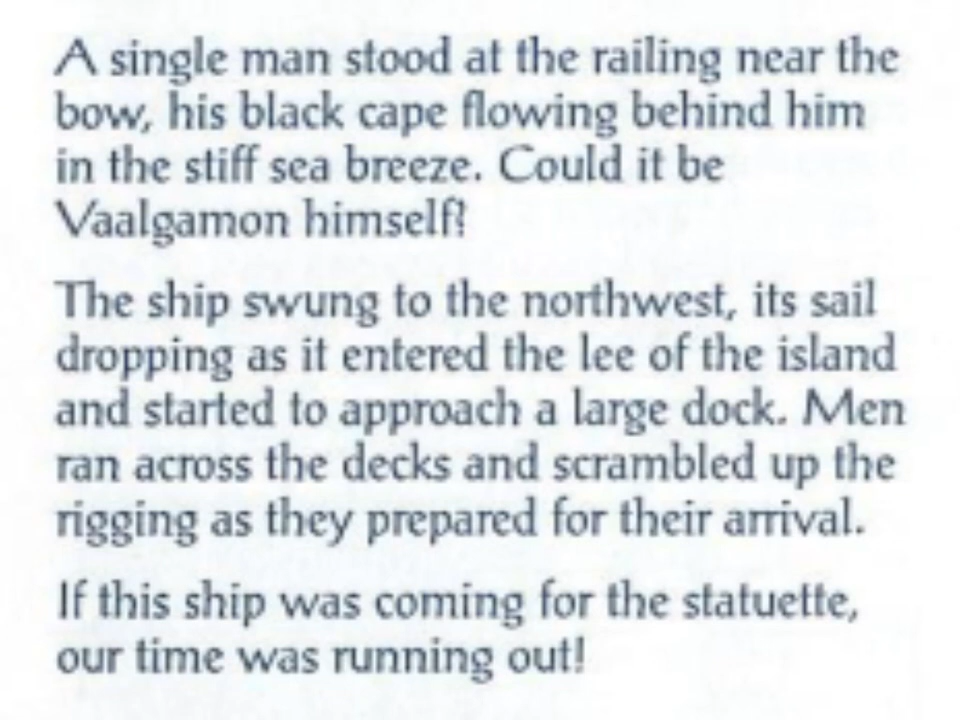 A single man stood at the railing near the
bow, his black cape flowing behind him
in the stiff sea breeze. Could it be
Vaalgamon himself?
The ship swung to the northwest, its sail
dropping as it entered the lee of the island
and started to approach a large dock. Men
ran across the decks and scrambled up the
rigging as they prepared for their arrival.
If this ship was coming for the statuette,
our time was running out!